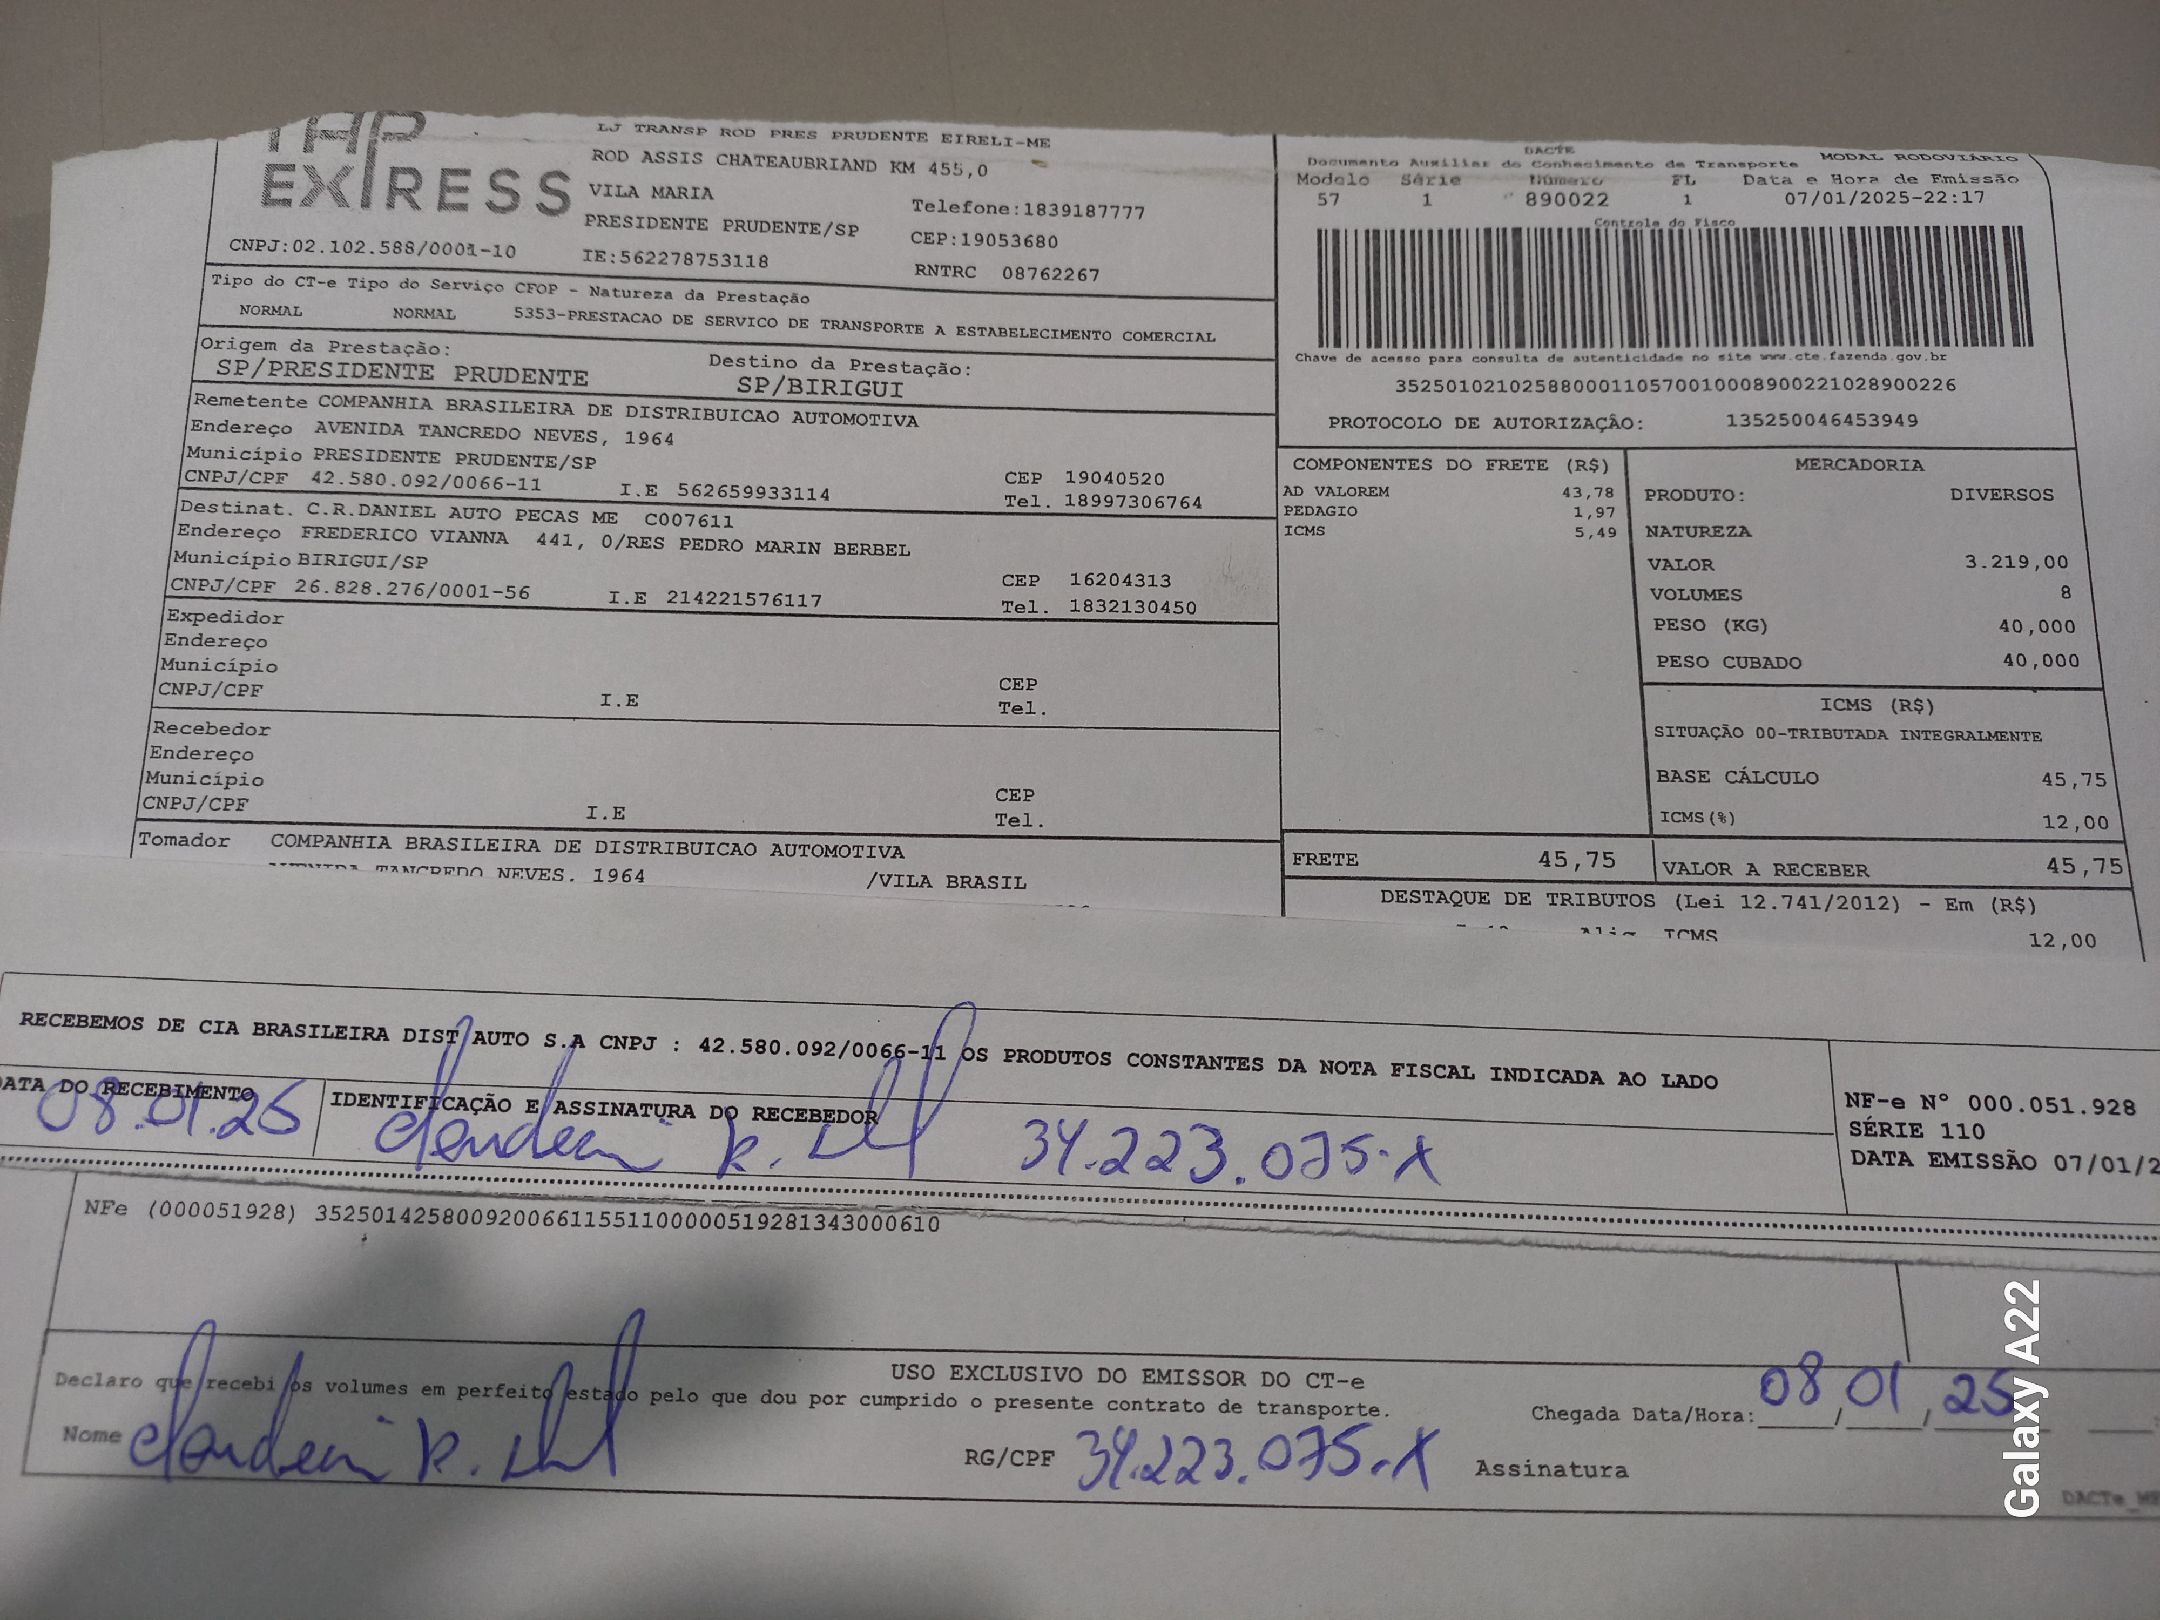 EXPRESS
CNPJ:02.102.588/0001-10
LJ TRANSP ROD PRES PRUDENTE EIRELI-ME
ROD ASSIS CHATEAUBRIAND KM 455,0
VILA MARIA
Telefone:1839187777
PRESIDENTE PRUDENTE/SP
CEP:19053680
IE:562278753118
RNTRC 08762267
DACTE
Documento Auxiliar do Conhecimento de Transporte MODAL RODOVIÁRIO
Modelo Série Número FL Data e Hora de Emissão
57 1 890022 1 07/01/2025-22:17
Controle do Fisco
Chave de acesso para consulta de autenticidade no site www.cte.fazenda.gov.br
35250102102588000110570010008900221028900226
PROTOCOLO DE AUTORIZAÇÃO: 135250046453949
Tipo do CT-e Tipo do Serviço CFOP - Natureza da Prestação
NORMAL NORMAL 5353-PRESTACAO DE SERVICO DE TRANSPORTE A ESTABELECIMENTO COMERCIAL
Origem da Prestação: Destino da Prestação:
SP/PRESIDENTE PRUDENTE SP/BIRIGUI
Remetente COMPANHIA BRASILEIRA DE DISTRIBUICAO AUTOMOTIVA
Endereço AVENIDA TANCREDO NEVES, 1964
Município PRESIDENTE PRUDENTE/SP CEP 19040520
CNPJ/CPF 42.580.092/0066-11 I.E 562659933114 Tel. 18997306764
Destinat. C.R.DANIEL AUTO PECAS ME C007611
Endereço FREDERICO VIANNA 441, 0/RES PEDRO MARIN BERBEL
Município BIRIGUI/SP CEP 16204313
CNPJ/CPF 26.828.276/0001-56 I.E 214221576117 Tel. 1832130450
Expedidor
Endereço
Município CEP
CNPJ/CPF I.E Tel.
Recebedor
Endereço
Município CEP
CNPJ/CPF I.E Tel.
Tomador COMPANHIA BRASILEIRA DE DISTRIBUICAO AUTOMOTIVA
TANCREDO NEVES, 1964 /VILA BRASIL
COMPONENTES DO FRETE (R$)
AD VALOREM 43,78
PEDAGIO 1,97
ICMS 5,49
MERCADORIA
PRODUTO: DIVERSOS
NATUREZA
VALOR 3.219,00
VOLUMES 8
PESO (KG) 40,000
PESO CUBADO 40,000
ICMS (R$)
SITUAÇÃO 00-TRIBUTADA INTEGRALMENTE
BASE CÁLCULO 45,75
ICMS(%) 12,00
FRETE 45,75 VALOR A RECEBER 45,75
DESTAQUE DE TRIBUTOS (Lei 12.741/2012) - Em (R$)
ICMS 12,00
RECEBEMOS DE CIA BRASILEIRA DIST AUTO S.A CNPJ : 42.580.092/0066-11 OS PRODUTOS CONSTANTES DA NOTA FISCAL INDICADA AO LADO
DATA DO RECEBIMENTO IDENTIFICAÇÃO E ASSINATURA DO RECEBEDOR
08.01.25 34.223.075-X
NF-e N° 000.051.928
SÉRIE 110
DATA EMISSÃO 07/01/2
NFe (000051928) 35250142580092006611551100000519281343000610
USO EXCLUSIVO DO EMISSOR DO CT-e
Declaro que recebi os volumes em perfeito estado pelo que dou por cumprido o presente contrato de transporte.
Chegada Data/Hora: 08/01/25
Nome RG/CPF 34.223.075-X Assinatura
Galaxy A22